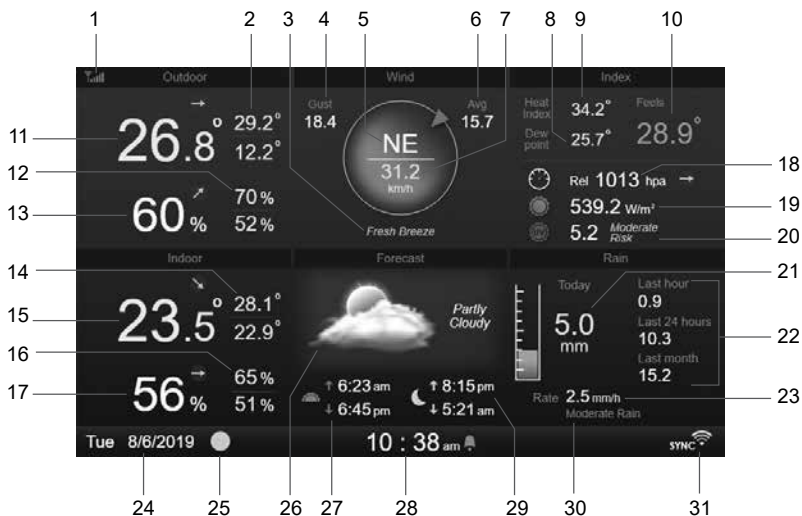 1 2 3 4 5 6 7 8 9 10
Outdoor Wind Index
11 12 13 14 15 16 17
26.8° 29.2° 12.2°
60% 70% 52%
Gust 18.4
Avg 15.7
NE
31.2
km/h
Fresh Breeze
Heat Index 34.2°
Dew point 25.7°
Feels 28.9°
Rel 1013 hpa
539.2 W/m²
5.2 Moderate Risk
18 19 20 21 22 23
Indoor Forecast Rain
23.5° 28.1° 22.9°
56% 65% 51%
Partly
Cloudy
6:23 am 8:15 pm
6:45 pm 5:21 am
Today
5.0
mm
Last hour
0.9
Last 24 hours
10.3
Last month
15.2
Rate 2.5 mm/h
Moderate Rain
Tue 8/6/2019 10 : 38 am SYNC
24 25 26 27 28 29 30 31